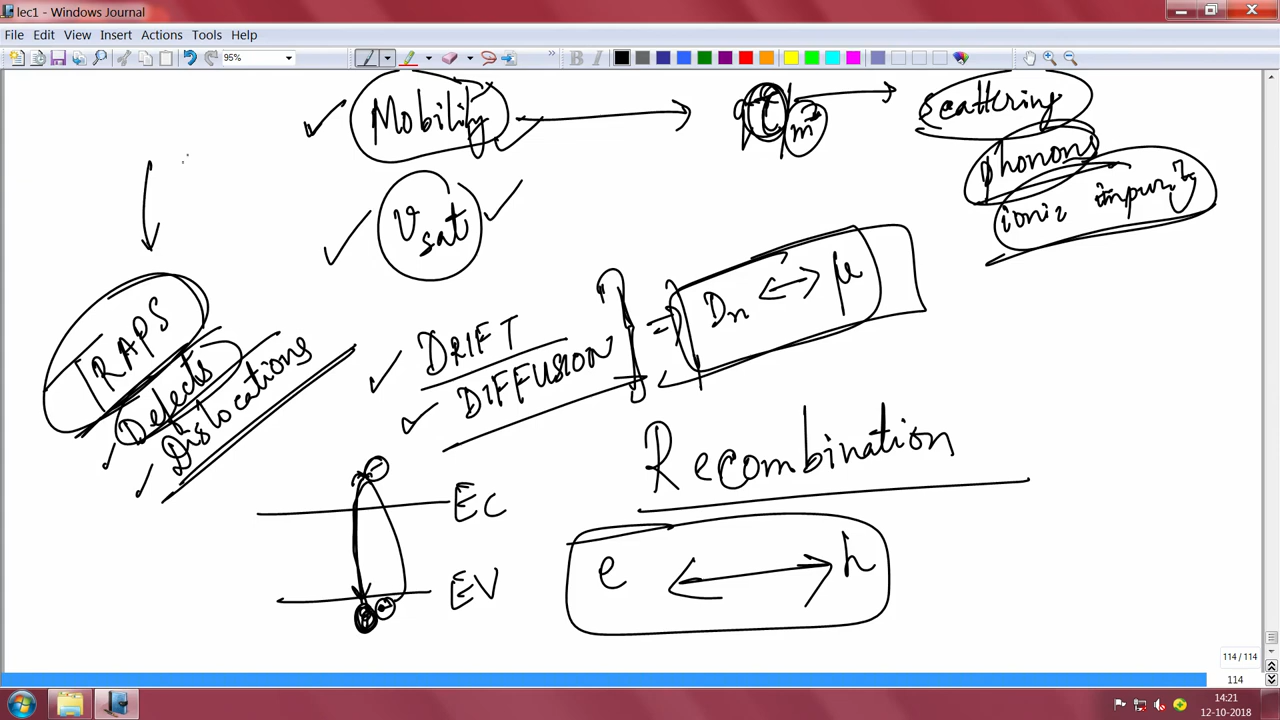 lec1 - Windows Journal
File Edit View Insert Actions Tools Help
95%
Mobility qτ/m* scattering
phonons
ioniz impurity
Vsat
TRAPS
Defects
Dislocations
DRIFT
DIFFUSION
Dn ↔ μ
Recombination
EC
EV
e ↔ h
114 / 114
114
14:21
12-10-2018